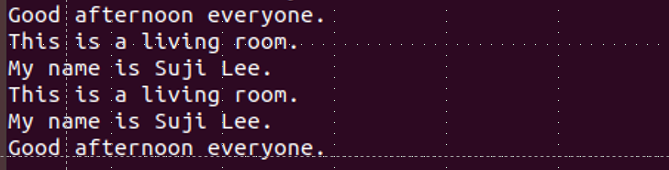 Good afternoon everyone.
This is a living room.
My name is Suji Lee.
This is a living room.
My name is Suji Lee.
Good afternoon everyone.